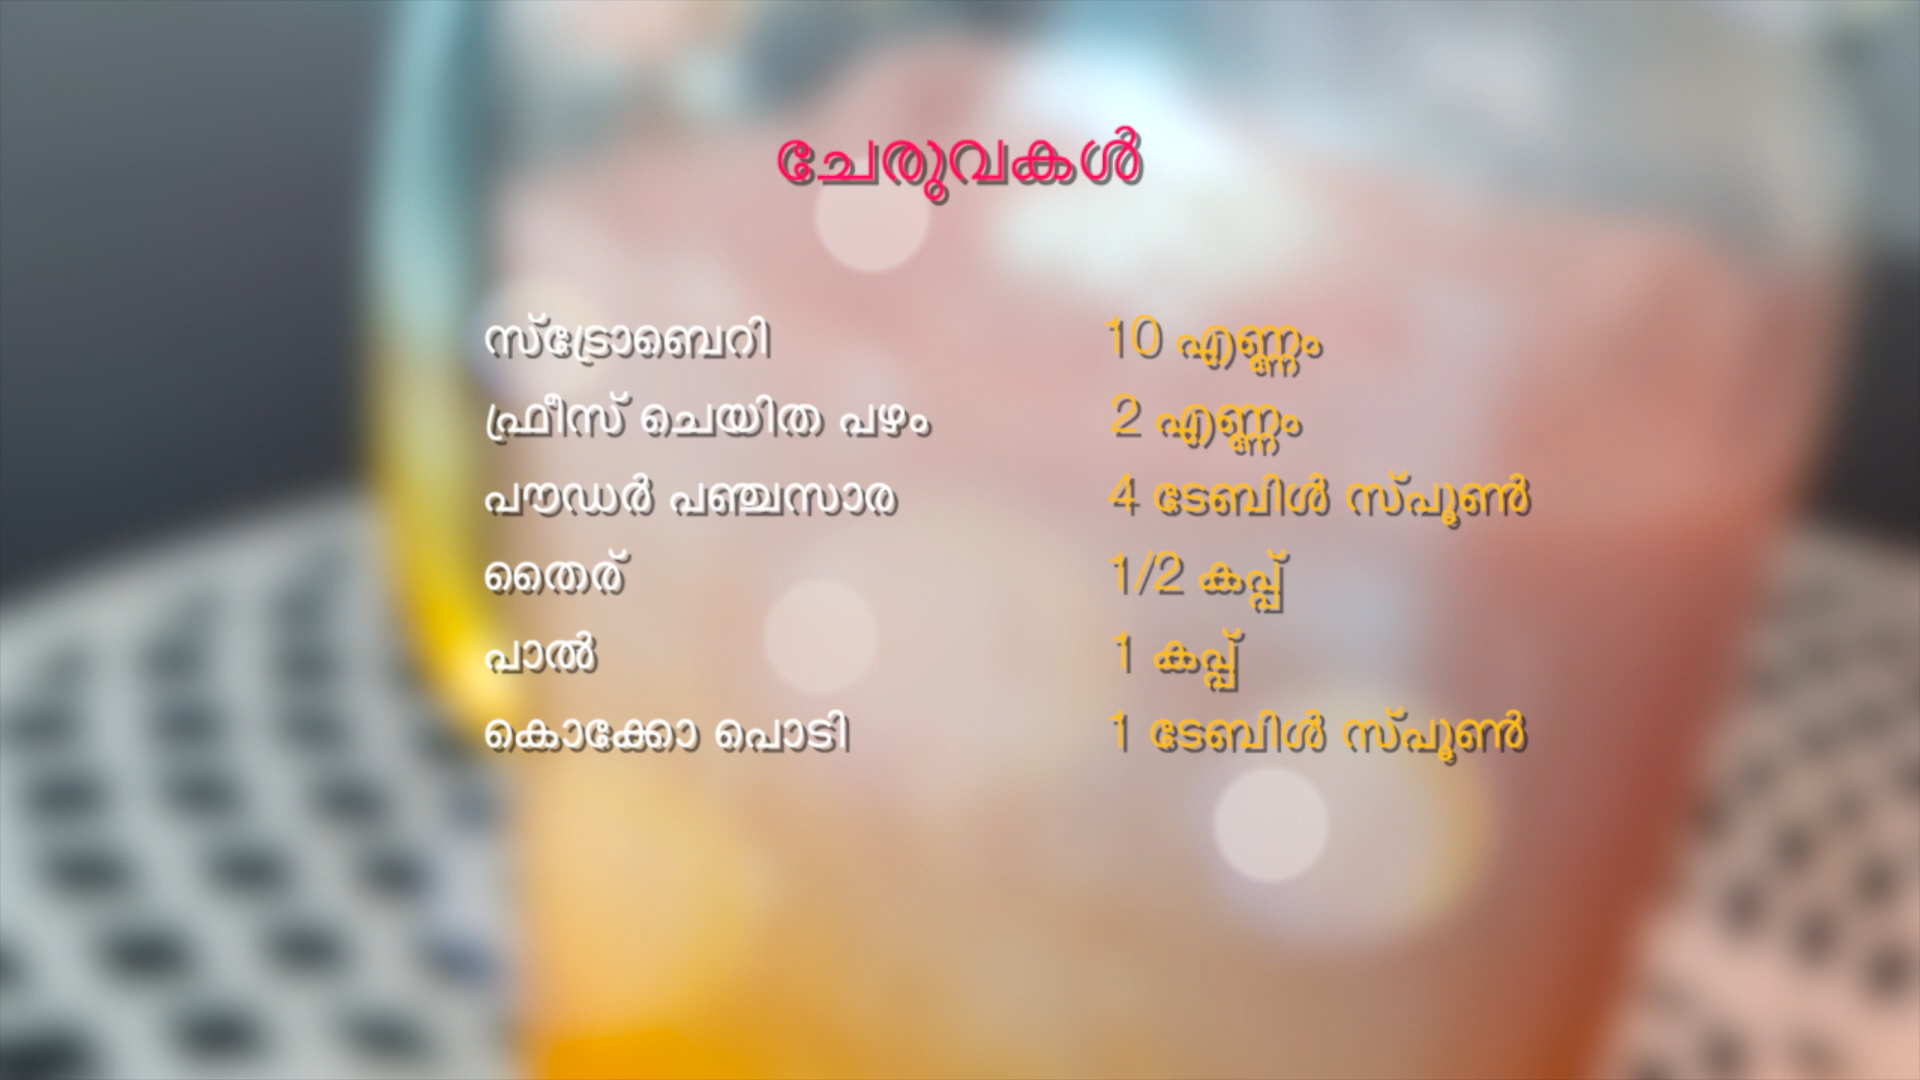 ചേരുവകൾ
സ്ട്രോബെറി 10 എണ്ണം
ഫ്രീസ് ചെയിത പഴം 2 എണ്ണം
പൗഡർ പഞ്ചസാര 4 ടേബിൾ സ്പൂൺ
തൈര് 1/2 കപ്പ്
പാൽ 1 കപ്പ്
കൊക്കോ പൊടി 1 ടേബിൾ സ്പൂൺ